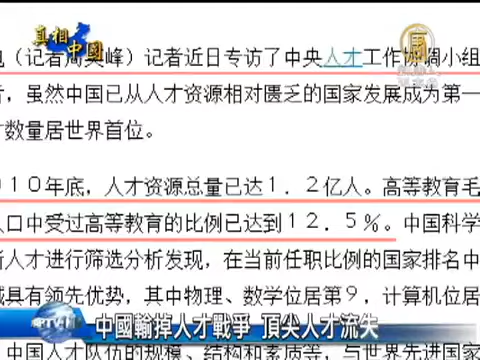 真相
中國
(记者周英峰）记者近日专访了中央人才工作协调小组
，虽然中国已从人才资源相对匮乏的国家发展成为第一
数量居世界首位。
010年底，人才资源总量已达1.2亿人。高等教育毛
人口中受过高等教育的比例已达到12.5%。中国科学
人才进行筛选分析发现，在当前任职比例的国家排名中
具有领先优势，其中物理、数学位居第9，计算机位居
中國輸掉人才戰爭 頂尖人才流失
中国人才队伍的规模、结构和素质等，与世界先进国家